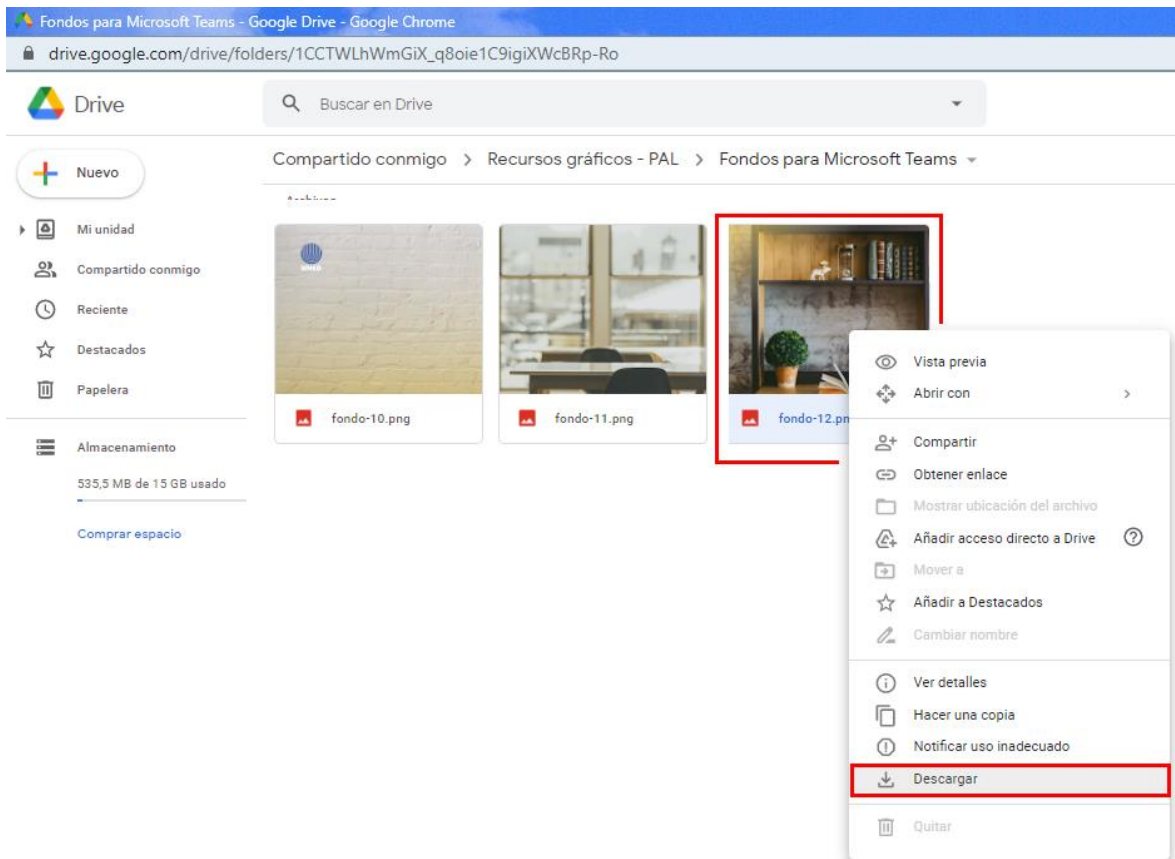 Fondos para Microsoft Teams - Google Drive - Google Chrome
drive.google.com/drive/folders/1CCTWLhWmGiX_q8oie1C9igiXWcBRp-Ro
Drive
Buscar en Drive
Nuevo
Compartido conmigo > Recursos gráficos - PAL > Fondos para Microsoft Teams
Archivos
Mi unidad
Compartido conmigo
Reciente
Destacados
Papelera
Almacenamiento
535,5 MB de 15 GB usado
Comprar espacio
fondo-10.png
fondo-11.png
fondo-12.pn
Vista previa
Abrir con >
Compartir
Obtener enlace
Mostrar ubicación del archivo
Añadir acceso directo a Drive ?
Mover a
Añadir a Destacados
Cambiar nombre
Ver detalles
Hacer una copia
Notificar uso inadecuado
Descargar
Quitar